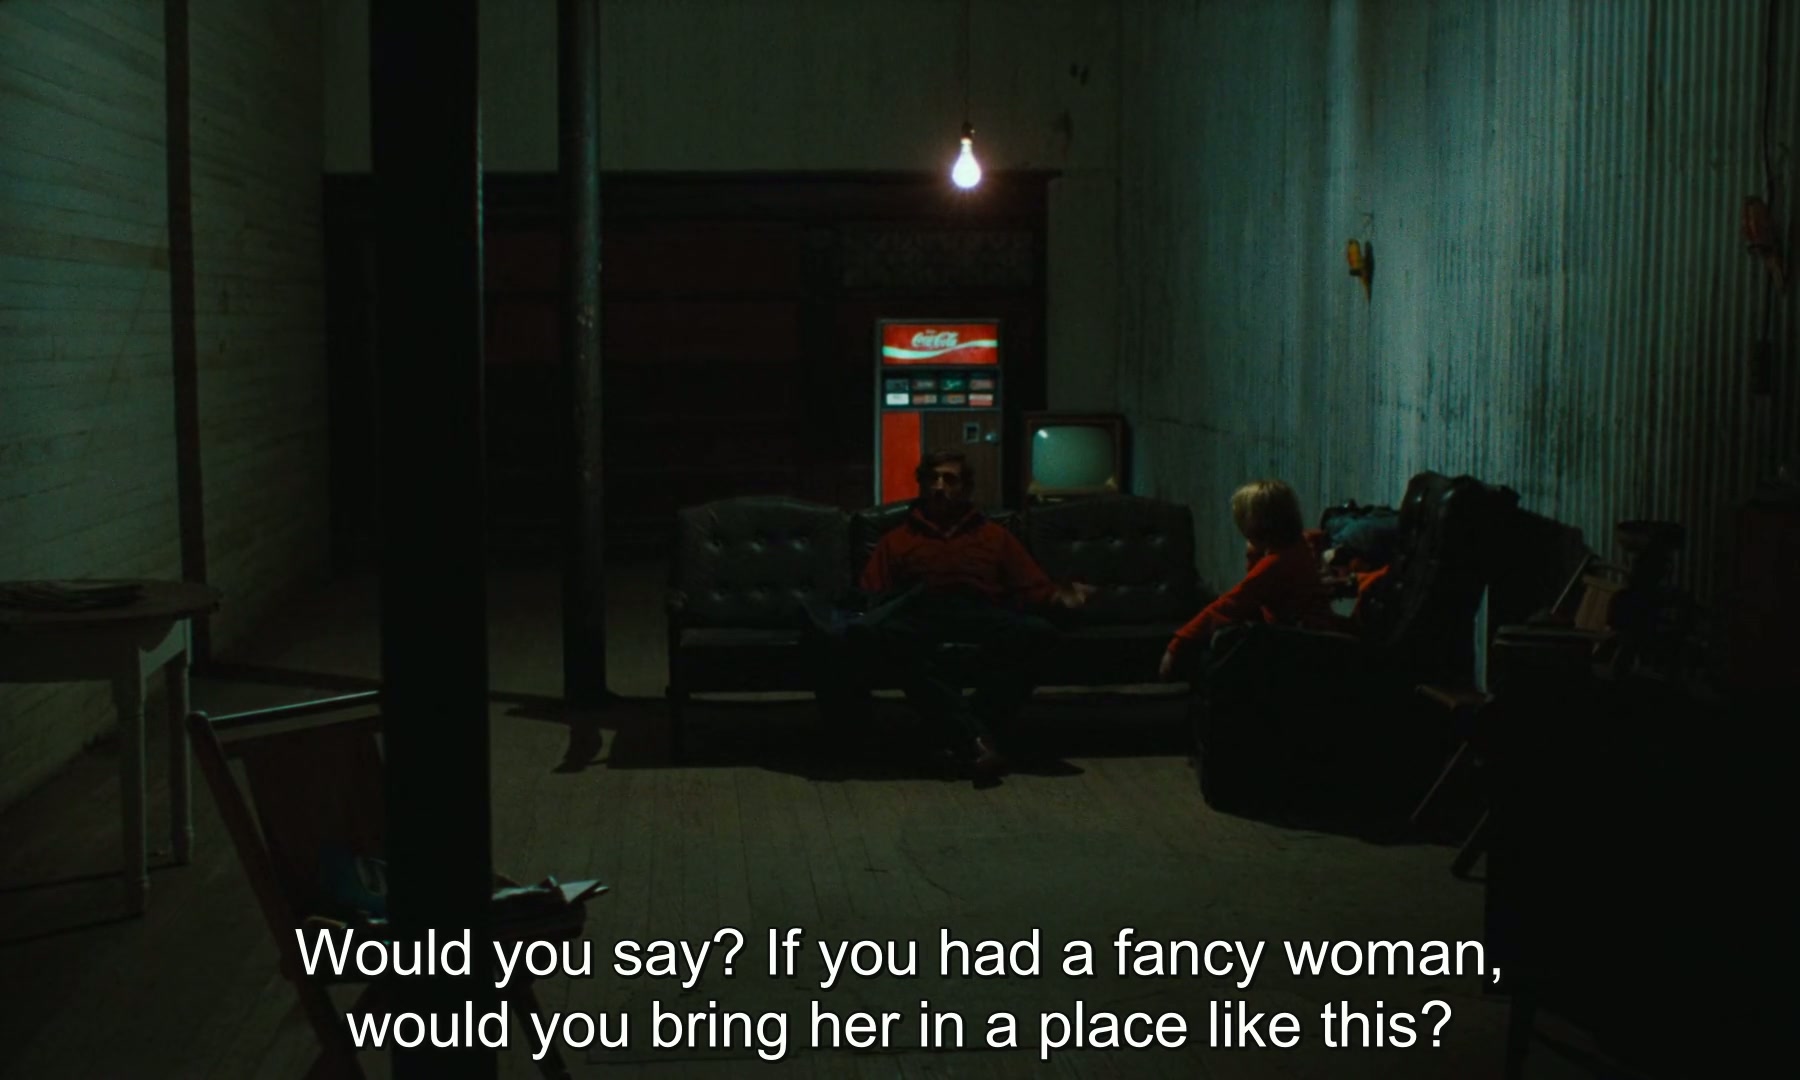 Coca-Cola
Would you say? If you had a fancy woman,
would you bring her in a place like this?